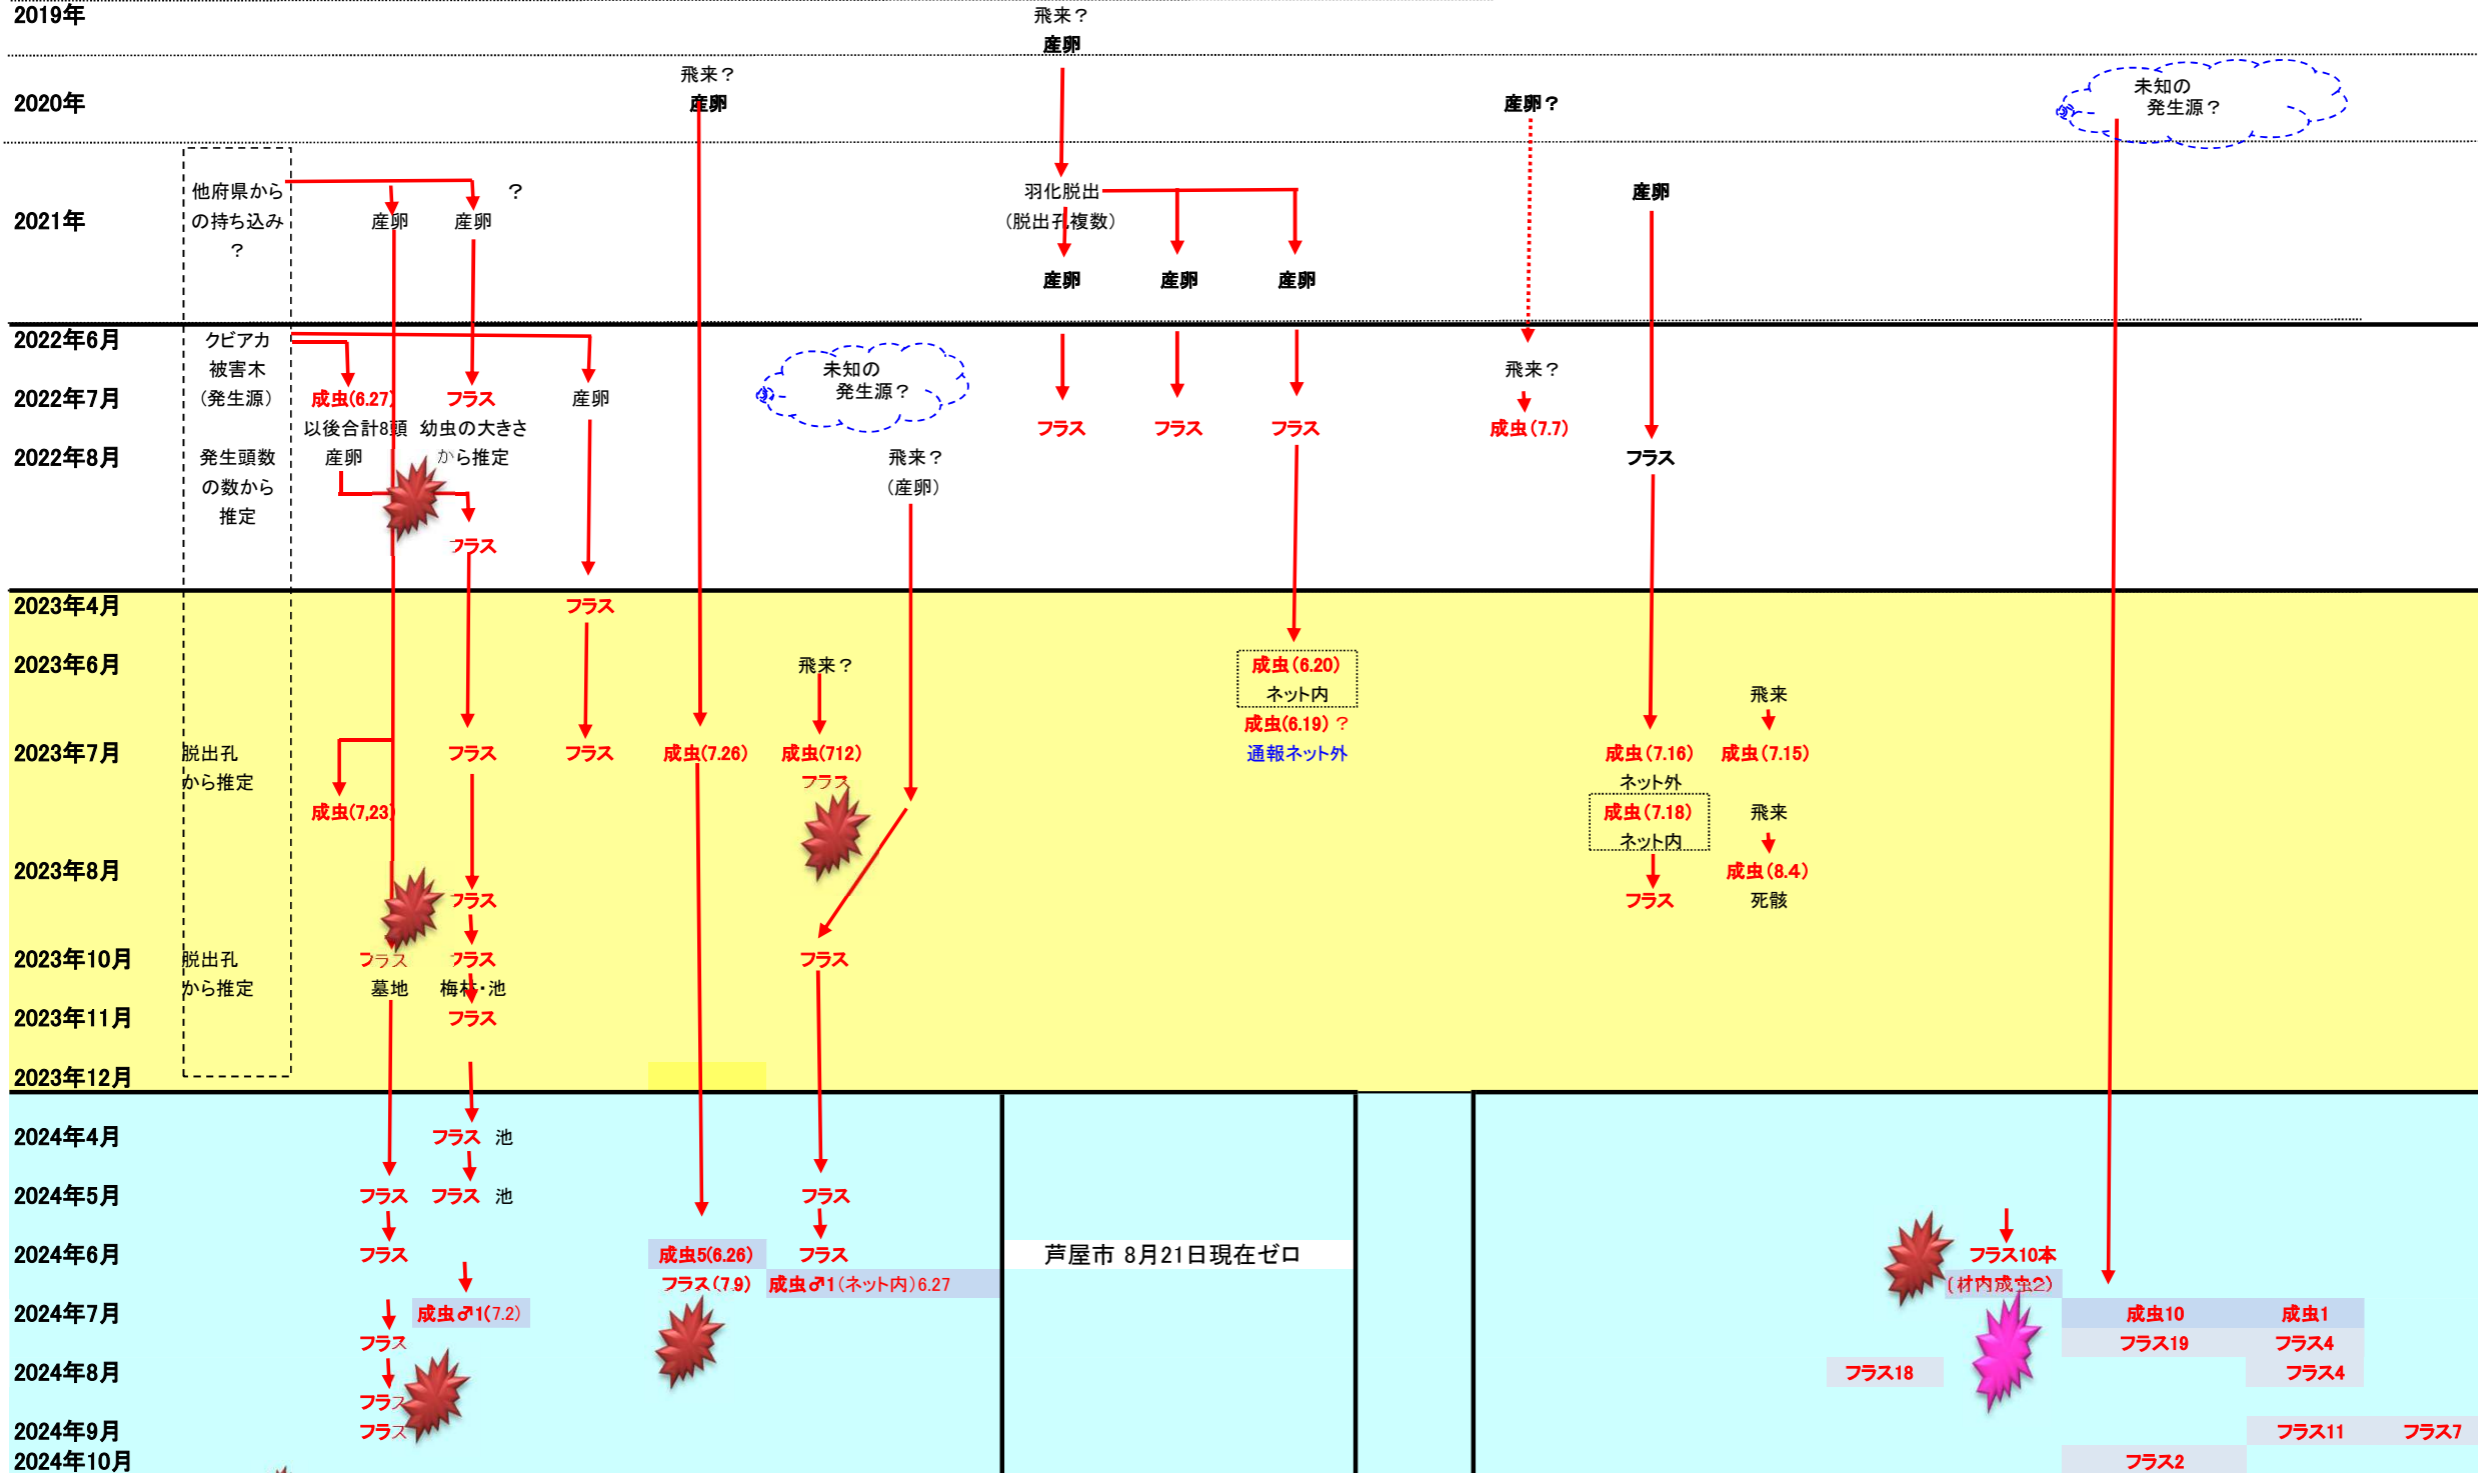 2019年
飛来？
産卵
飛来？
2020年
産卵
産卵？
未知の
発生源？
他府県から
の持ち込み
？
？
2021年
産卵
産卵
羽化脱出
（脱出孔複数）
産卵
産卵
産卵
産卵
2022年6月
クビアカ
被害木
（発生源）
未知の
発生源？
飛来？
2022年7月
成虫(6.27)
フラス
産卵
以後合計8頭
幼虫の大きさ
から推定
フラス
フラス
フラス
成虫(7.7)
2022年8月
発生頭数
の数から
推定
産卵
飛来？
（産卵）
フラス
フラス
2023年4月
フラス
2023年6月
飛来？
成虫(6.20)
ネット内
飛来
成虫(6.19)？
2023年7月
脱出孔
から推定
フラス
フラス
成虫(7.26)
成虫(712)
フラス
通報ネット外
成虫(7.16)
ネット外
成虫(7.15)
成虫(7,23)
成虫(7.18)
ネット内
飛来
2023年8月
成虫(8.4)
死骸
フラス
フラス
2023年10月
脱出孔
から推定
フラス
墓地
フラス
梅林・池
フラス
2023年11月
フラス
2023年12月
2024年4月
フラス 池
2024年5月
フラス
フラス 池
フラス
2024年6月
フラス
成虫5(6.26)
フラス
芦屋市 8月21日現在ゼロ
フラス10本
フラス(7.9)
成虫♂1(ネット内)6.27
(材内成虫2)
2024年7月
成虫♂1(7.2)
成虫10
成虫1
フラス
フラス19
フラス4
2024年8月
フラス18
フラス4
フラス
2024年9月
フラス
フラス11
フラス7
2024年10月
フラス2